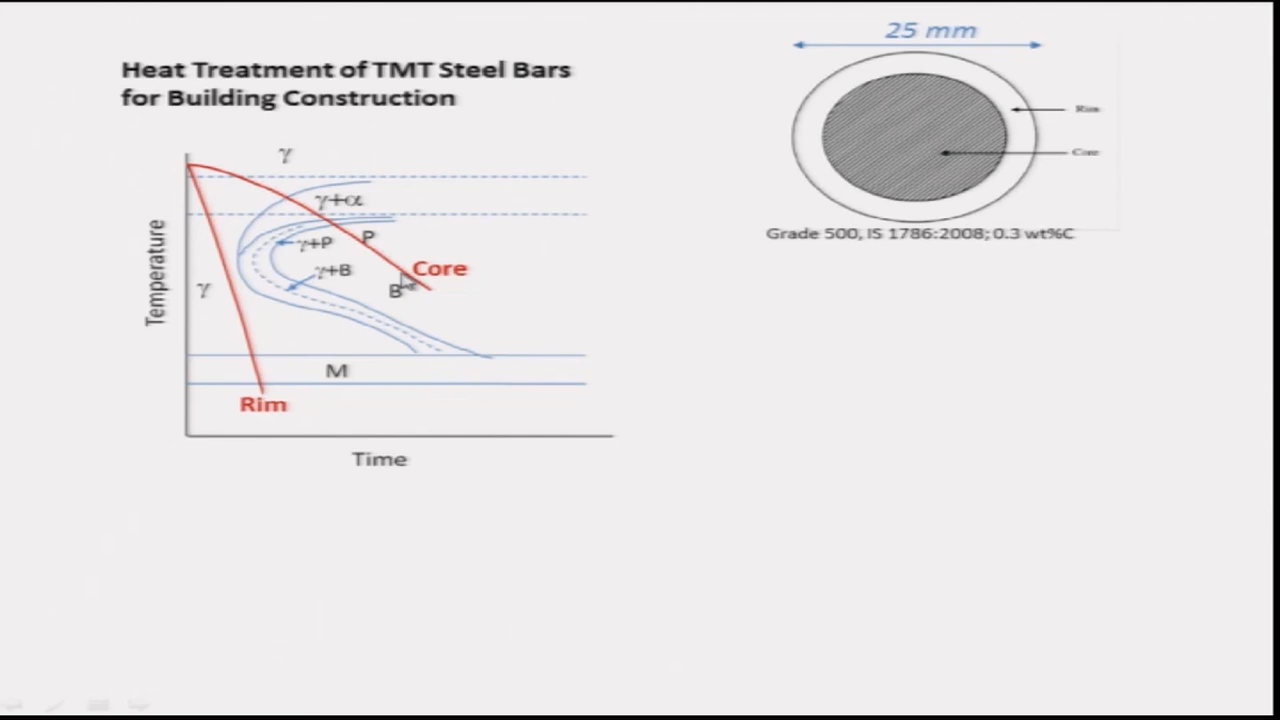 Heat Treatment of TMT Steel Bars
for Building Construction
25 mm
Rim
Core
Grade 500, IS 1786:2008; 0.3 wt%C
Temperature
γ
γ+α
γ+P
P
γ+B
Core
B
γ
M
Rim
Time